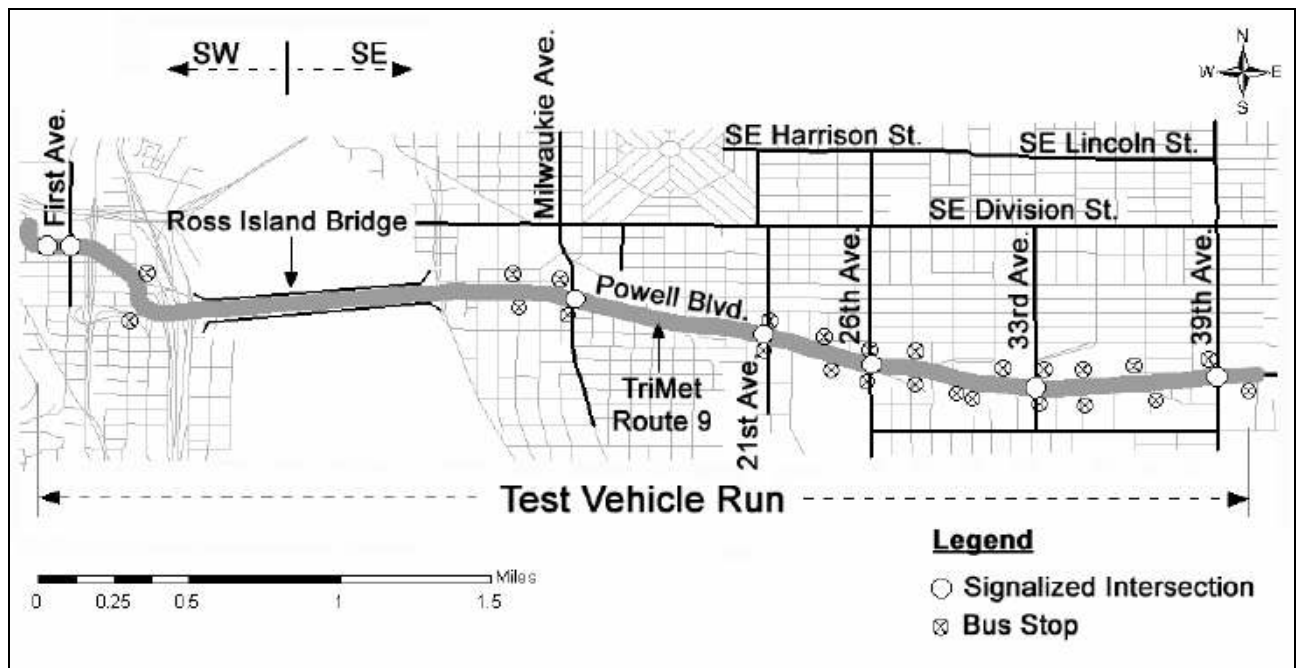 SW SE
N
W E
S
First Ave.
Milwaukie Ave.
SE Harrison St.
SE Lincoln St.
Ross Island Bridge
SE Division St.
Powell Blvd.
26th Ave.
33rd Ave.
39th Ave.
TriMet
Route 9
21st Ave.
Test Vehicle Run
Legend
Signalized Intersection
Bus Stop
Miles
0 0.25 0.5 1 1.5